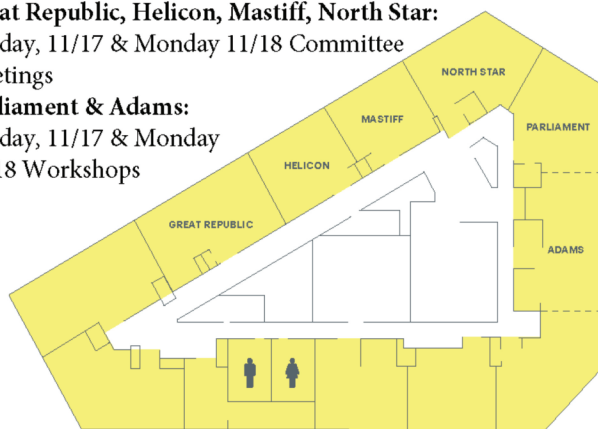 at Republic, Helicon, Mastiff, North Star:
day, 11/17 & Monday 11/18 Committee
etings
liament & Adams:
day, 11/17 & Monday
18 Workshops
NORTH STAR
MASTIFF
PARLIAMENT
HELICON
GREAT REPUBLIC
ADAMS